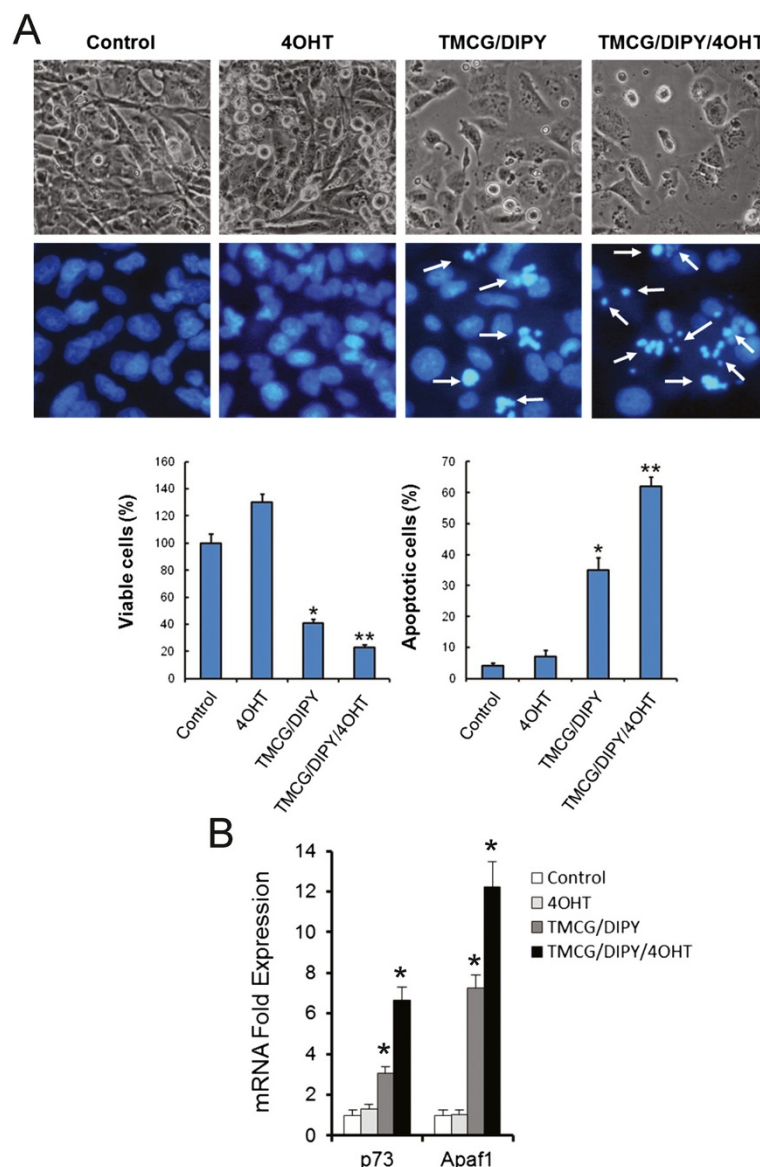 A
Control 4OHT TMCG/DIPY TMCG/DIPY/4OHT
Viable cells (%)
160
140
120
100
80
60
40
20
0
*
**
Control
4OHT
TMCG/DIPY
TMCG/DIPY/4OHT
Apoptotic cells (%)
70
60
50
40
30
20
10
0
*
**
Control
4OHT
TMCG/DIPY
TMCG/DIPY/4OHT
B
mRNA Fold Expression
14
12
10
8
6
4
2
0
*
*
*
*
p73 Apaf1
Control
4OHT
TMCG/DIPY
TMCG/DIPY/4OHT